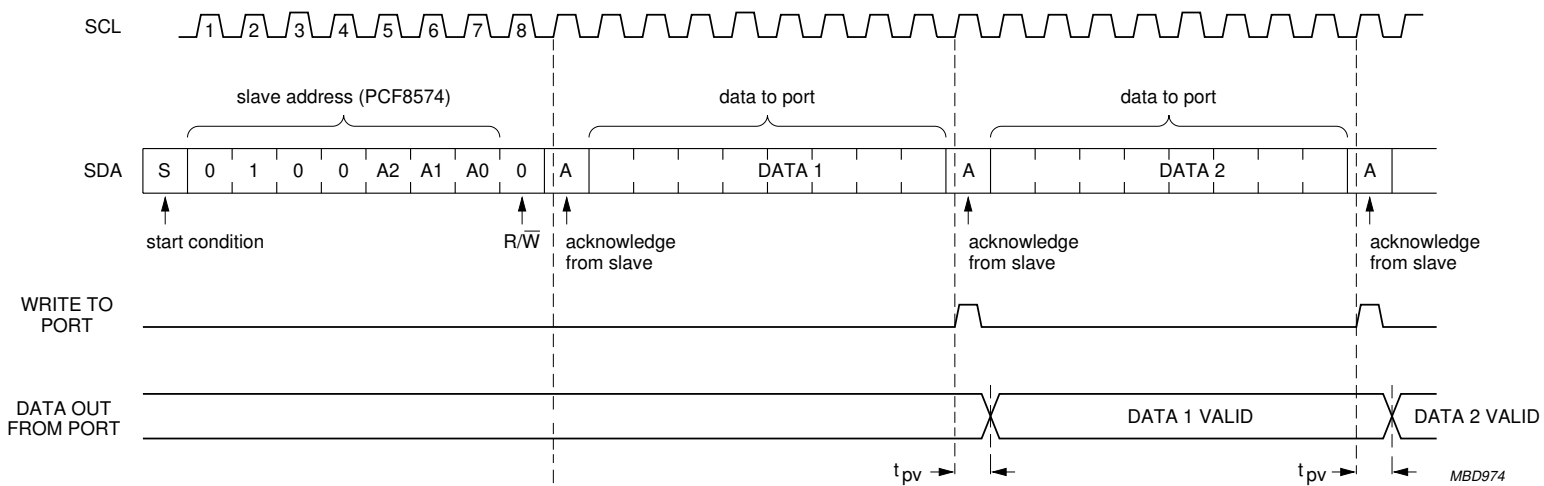 SCL 1 2 3 4 5 6 7 8
slave address (PCF8574) data to port data to port
SDA S 0 1 0 0 A2 A1 A0 0 A DATA 1 A DATA 2 A
start condition R/W̅ acknowledge from slave acknowledge from slave acknowledge from slave
WRITE TO
PORT
DATA OUT
FROM PORT
DATA 1 VALID DATA 2 VALID
tpv tpv MBD974